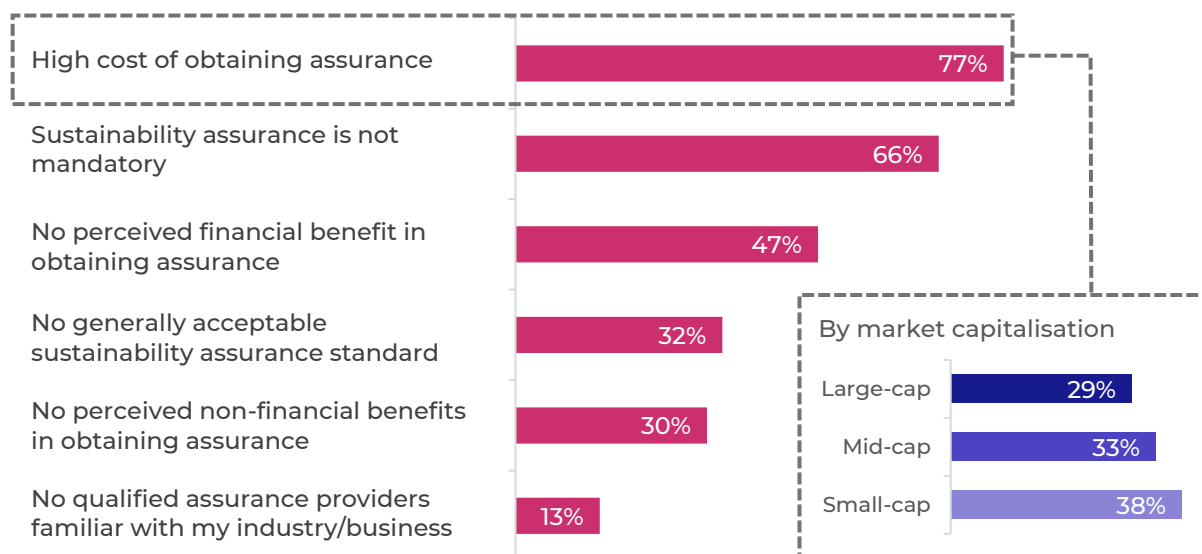 High cost of obtaining assurance
77%
Sustainability assurance is not
mandatory
66%
No perceived financial benefit in
obtaining assurance
47%
No generally acceptable
sustainability assurance standard
32%
No perceived non-financial benefits
in obtaining assurance
30%
No qualified assurance providers
familiar with my industry/business
13%
By market capitalisation
Large-cap
29%
Mid-cap
33%
Small-cap
38%